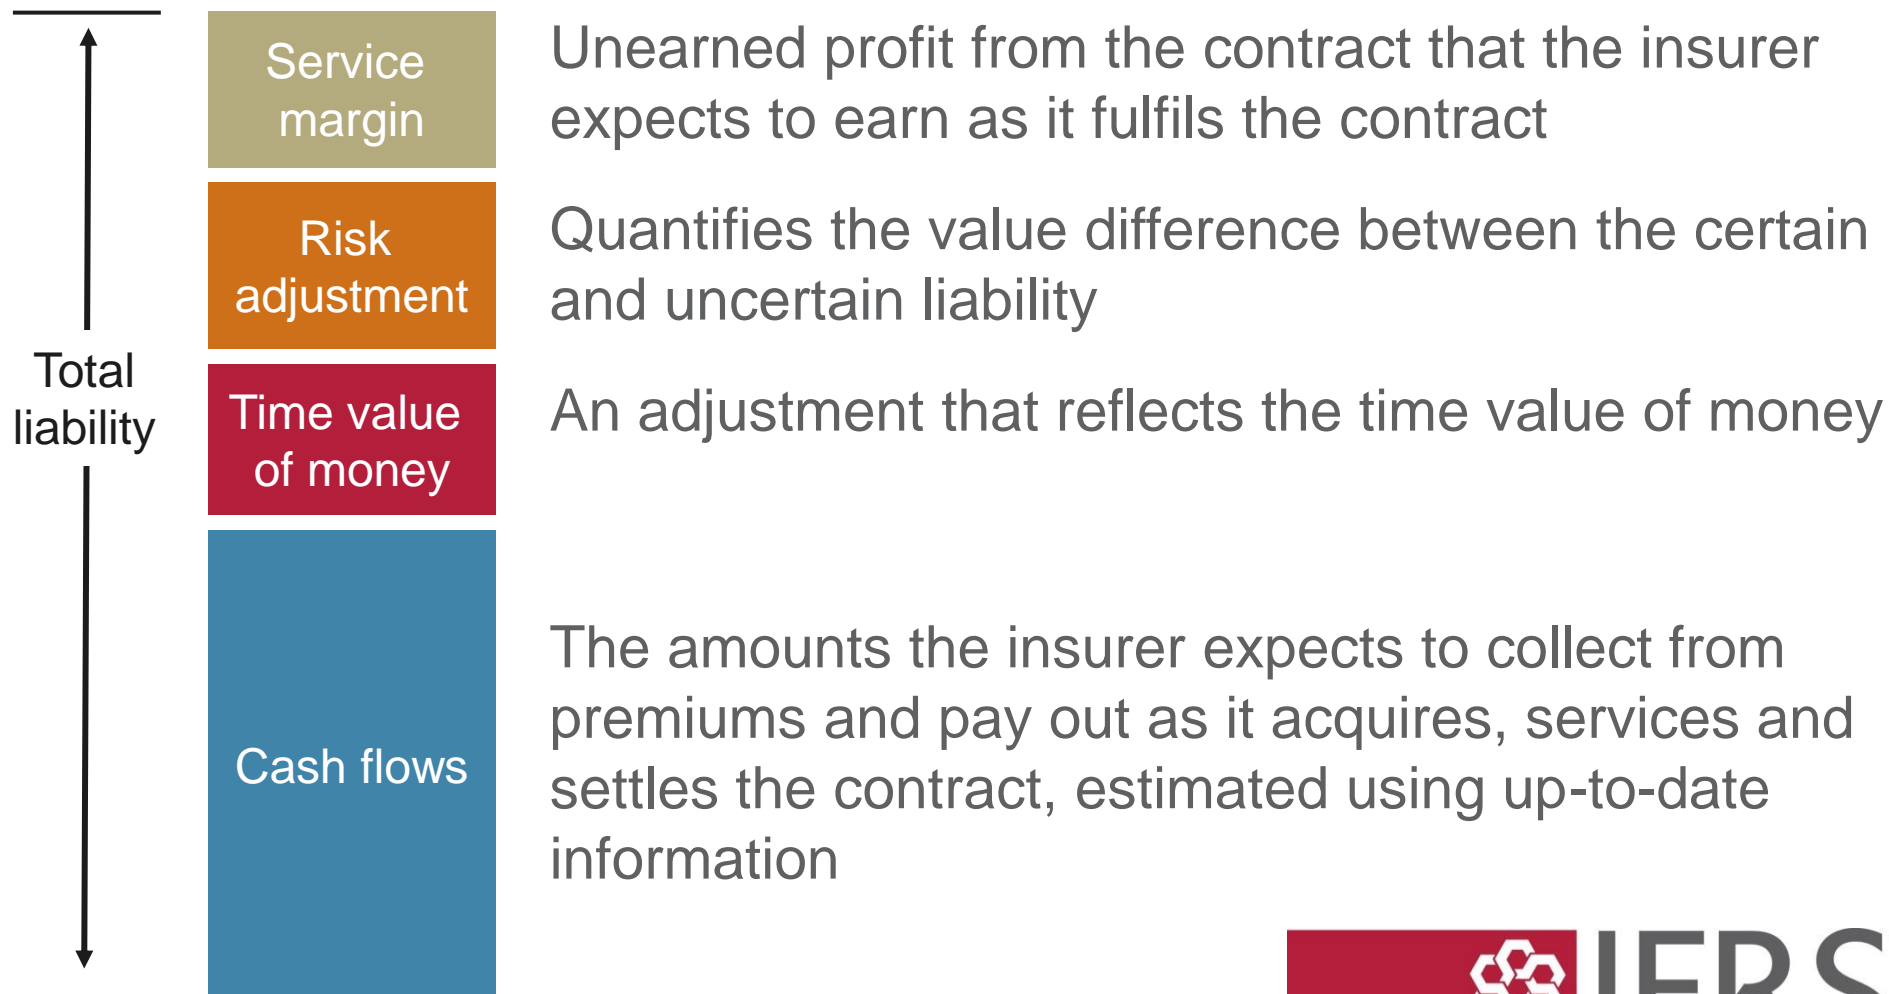 Service
margin
Unearned profit from the contract that the insurer
expects to earn as it fulfils the contract
Risk
adjustment
Quantifies the value difference between the certain
and uncertain liability
Total
liability
Time value
of money
An adjustment that reflects the time value of money
Cash flows
The amounts the insurer expects to collect from
premiums and pay out as it acquires, services and
settles the contract, estimated using up-to-date
information
IFRS